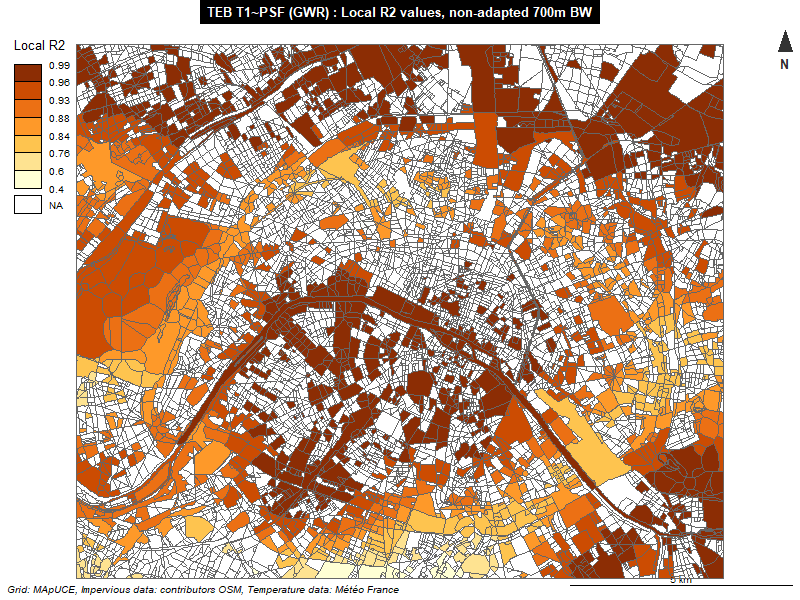 TEB T1~PSF (GWR) : Local R2 values, non-adapted 700m BW
Local R2
0.99
0.96
0.93
0.88
0.84
0.76
0.6
0.4
NA
N
5 km
Grid: MApUCE, Impervious data: contributors OSM, Temperature data: Météo France